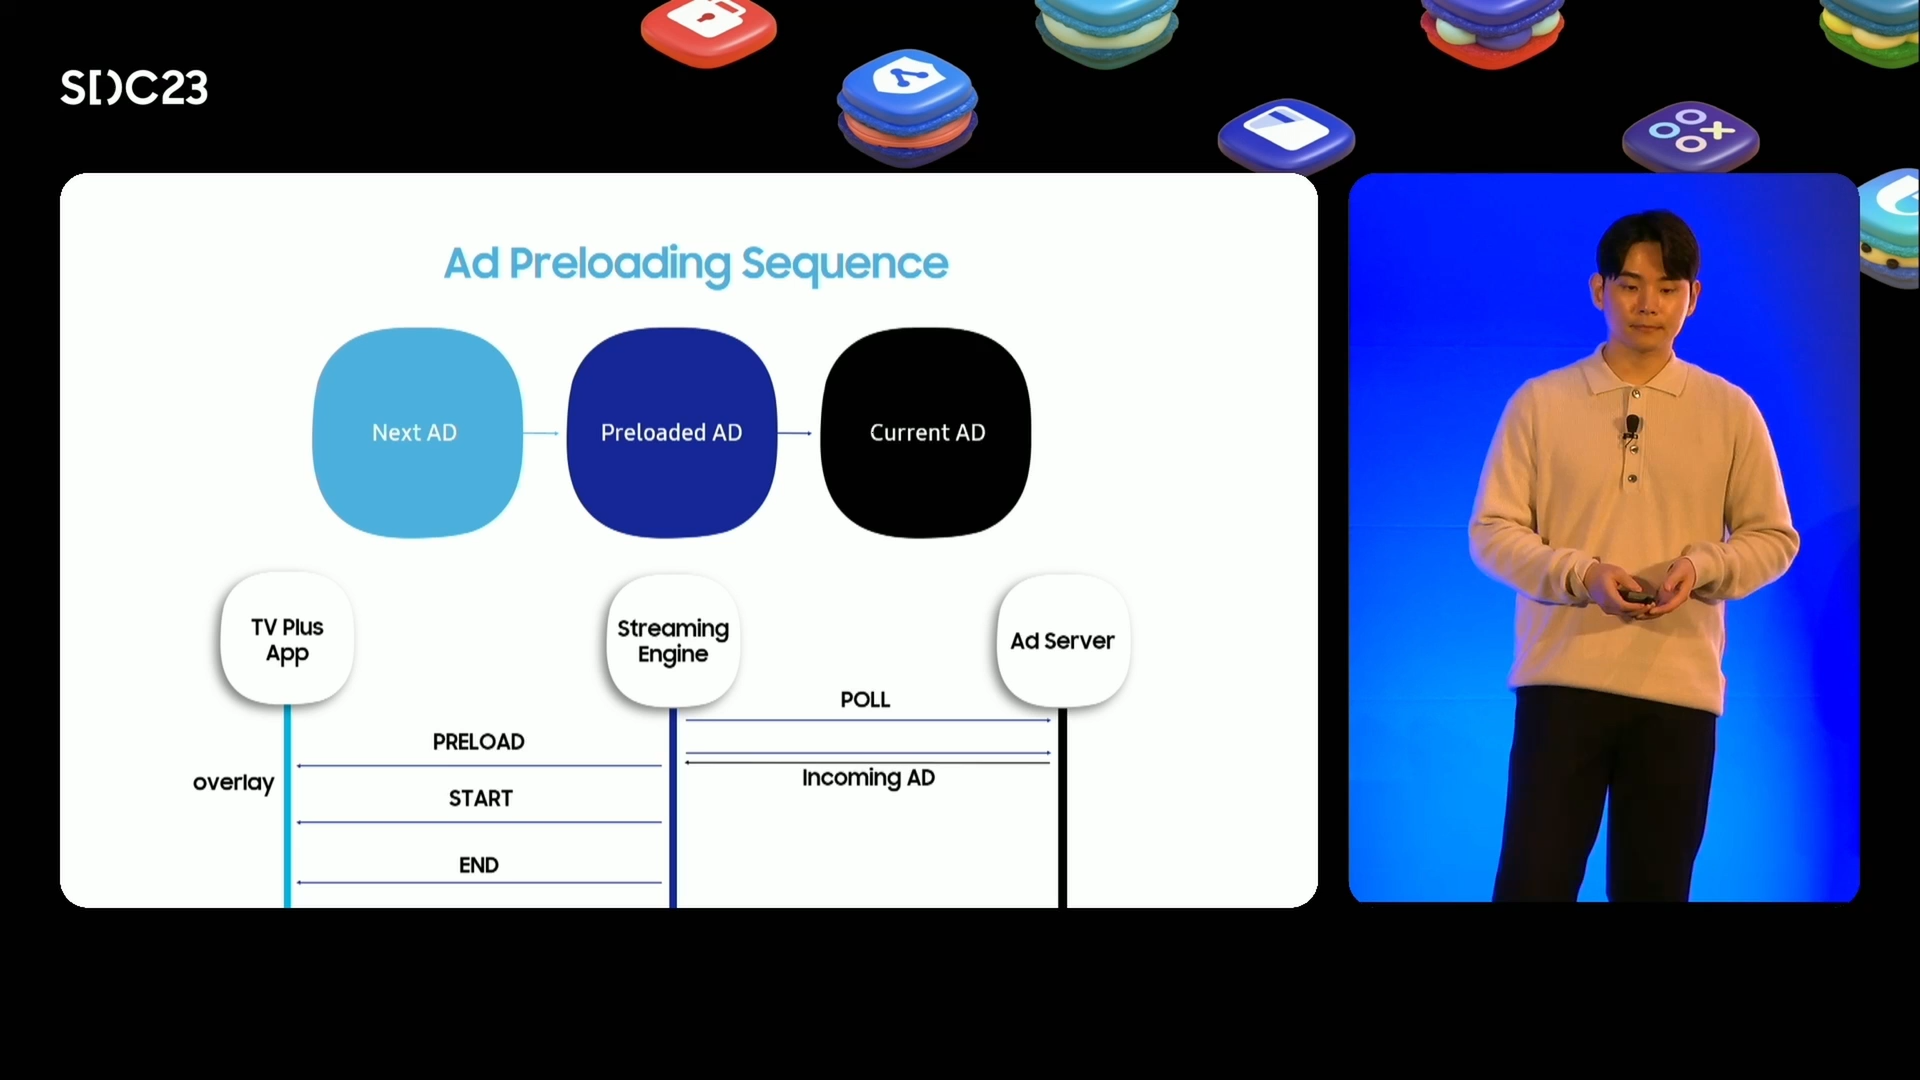 SDC23
Ad Preloading Sequence
Next AD
Preloaded AD
Current AD
TV Plus
App
Streaming
Engine
Ad Server
POLL
PRELOAD
Incoming AD
overlay
START
END